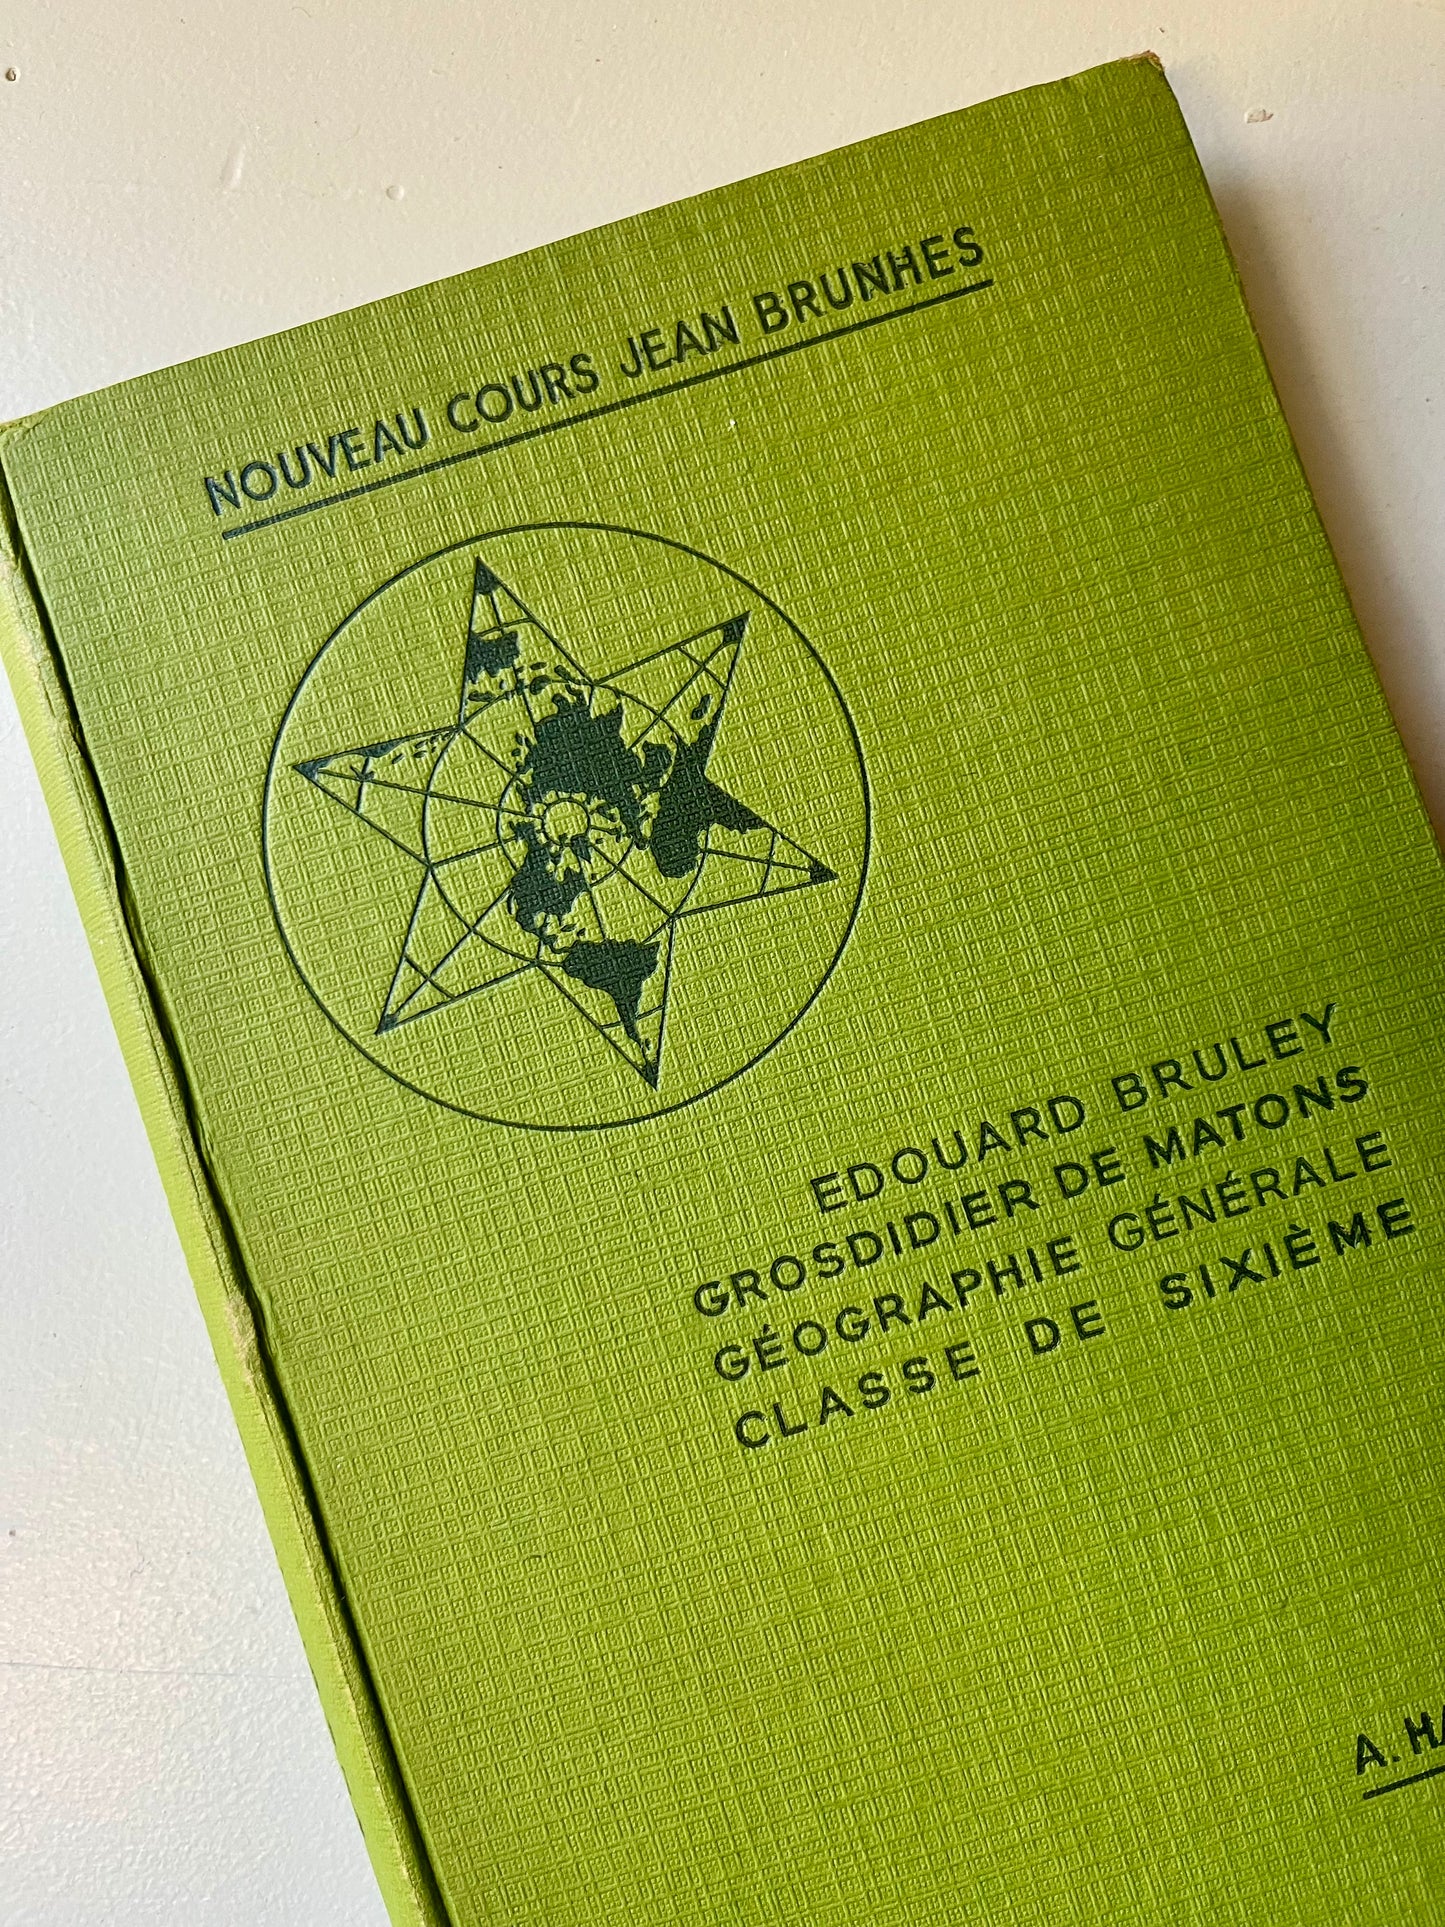 NOUVEAU COURS JEAN BRUNHES
EDOUARD BRULEY
GROSDIDIER DE MATONS
GÉOGRAPHIE GÉNÉRALE
CLASSE DE SIXIÈME
A.